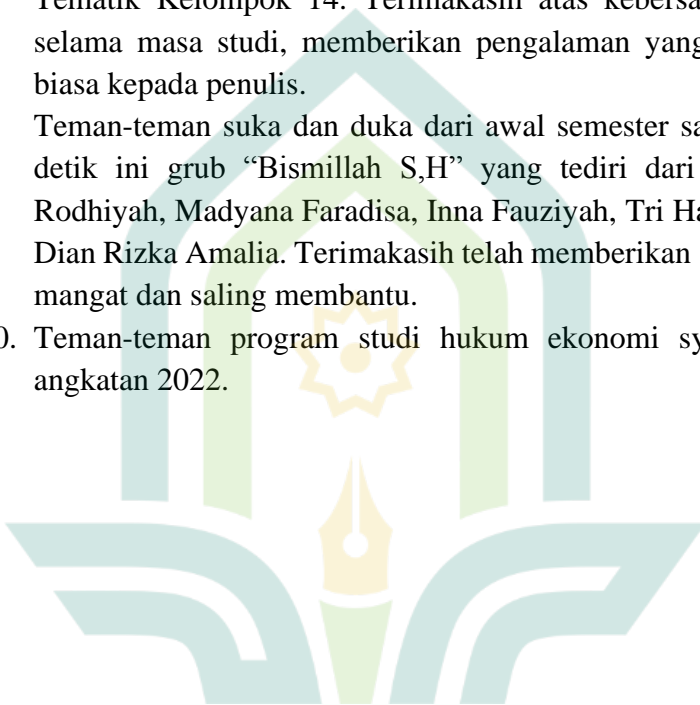 Tematik Kelompok 14. Terimakasih atas kebersa
selama masa studi, memberikan pengalaman yang
biasa kepada penulis.
Teman-teman suka dan duka dari awal semester sa
detik ini grub “Bismillah S,H” yang tediri dari
Rodhiyah, Madyana Faradisa, Inna Fauziyah, Tri Ha
Dian Rizka Amalia. Terimakasih telah memberikan
mangat dan saling membantu.
0. Teman-teman program studi hukum ekonomi sy
angkatan 2022.